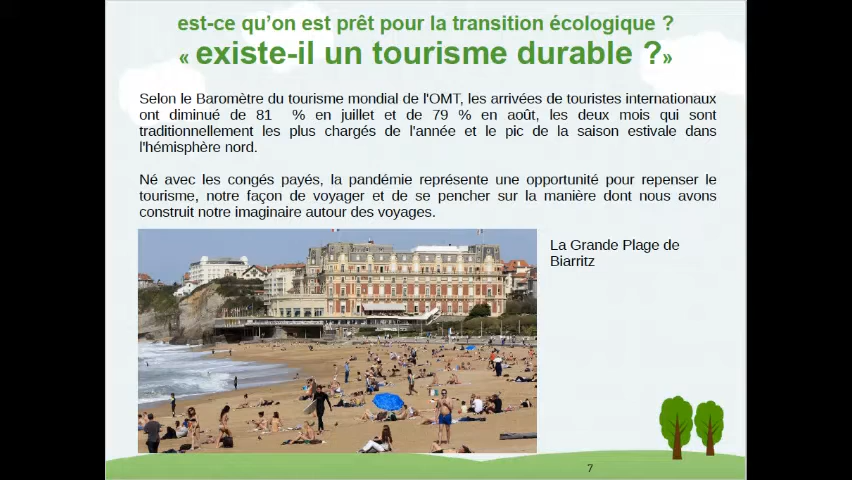 est-ce qu'on est prêt pour la transition écologique ?
« existe-il un tourisme durable ?»
Selon le Baromètre du tourisme mondial de l'OMT, les arrivées de touristes internationaux
ont diminué de 81 % en juillet et de 79 % en août, les deux mois qui sont
traditionnellement les plus chargés de l'année et le pic de la saison estivale dans
l'hémisphère nord.
Né avec les congés payés, la pandémie représente une opportunité pour repenser le
tourisme, notre façon de voyager et de se pencher sur la manière dont nous avons
construit notre imaginaire autour des voyages.
La Grande Plage de
Biarritz
7